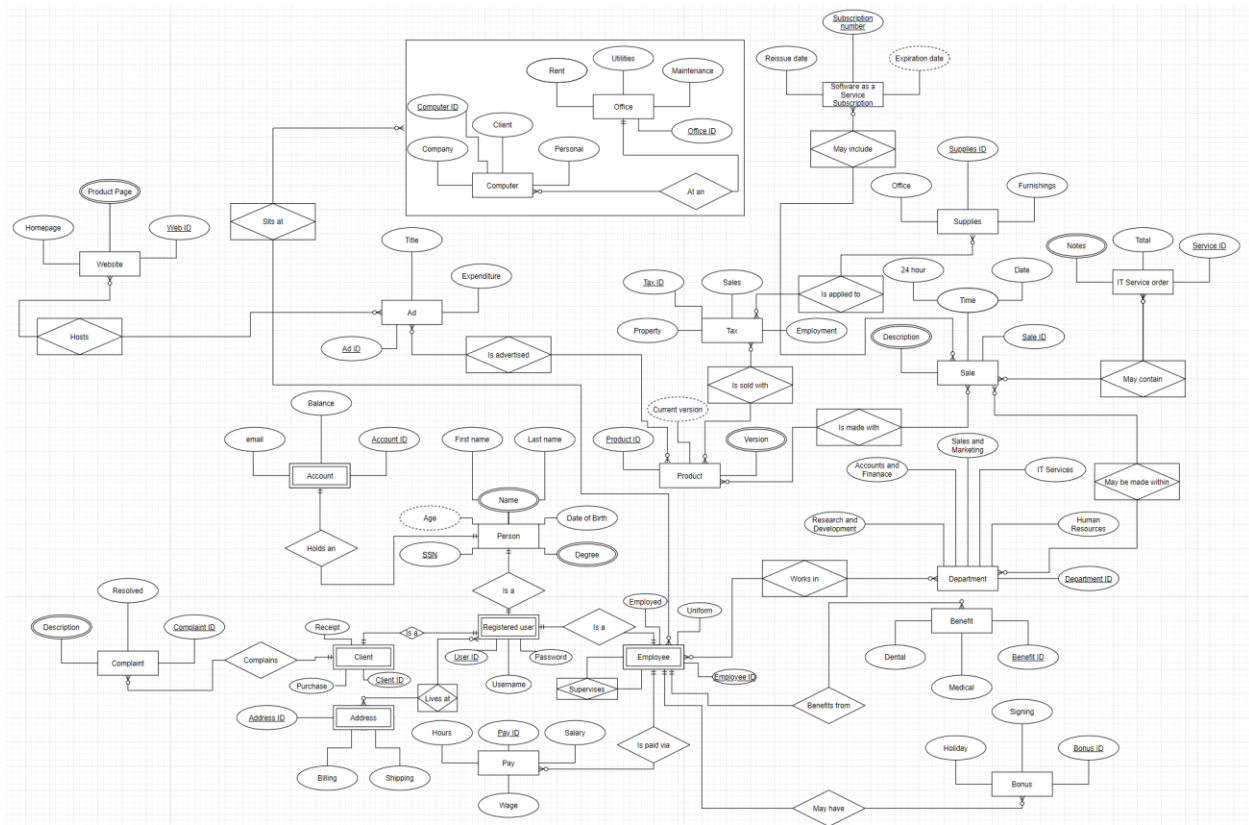 Subscription
number
Reissue date
Expiration date
Software as a
Service
Subscription
May include
Utilities
Rent
Maintenance
Office
Office ID
Computer ID
Client
Company
Personal
Computer
At an
Supplies ID
Office
Furnishings
Supplies
Product Page
Homepage
Web ID
Website
Sits at
Hosts
Title
Expenditure
Ad
Ad ID
Is advertised
Tax ID
Sales
Property
Tax
Employment
Is applied to
Is sold with
24 hour
Date
Time
Description
Sale ID
Sale
Notes
Total
Service ID
IT Service order
May contain
Current version
Product ID
Version
Product
Is made with
Balance
email
Account ID
Account
Holds an
First name
Last name
Name
Age
Date of Birth
Person
SSN
Degree
Is a
Sales and
Marketing
Accounts and
Finanace
IT Services
Research and
Development
Human
Resources
Department
Department ID
May be made within
Works in
Resolved
Description
Complaint ID
Complaint
Complains
Receipt
Is a
Client
Purchase
Client ID
Registered user
User ID
Password
Username
Is a
Lives at
Address ID
Address
Billing
Shipping
Employed
Uniform
Employee
Employee ID
Supervises
Hours
Pay ID
Salary
Pay
Wage
Is paid via
Benefit
Dental
Medical
Benefit ID
Benefits from
Signing
Holiday
Bonus ID
Bonus
May have